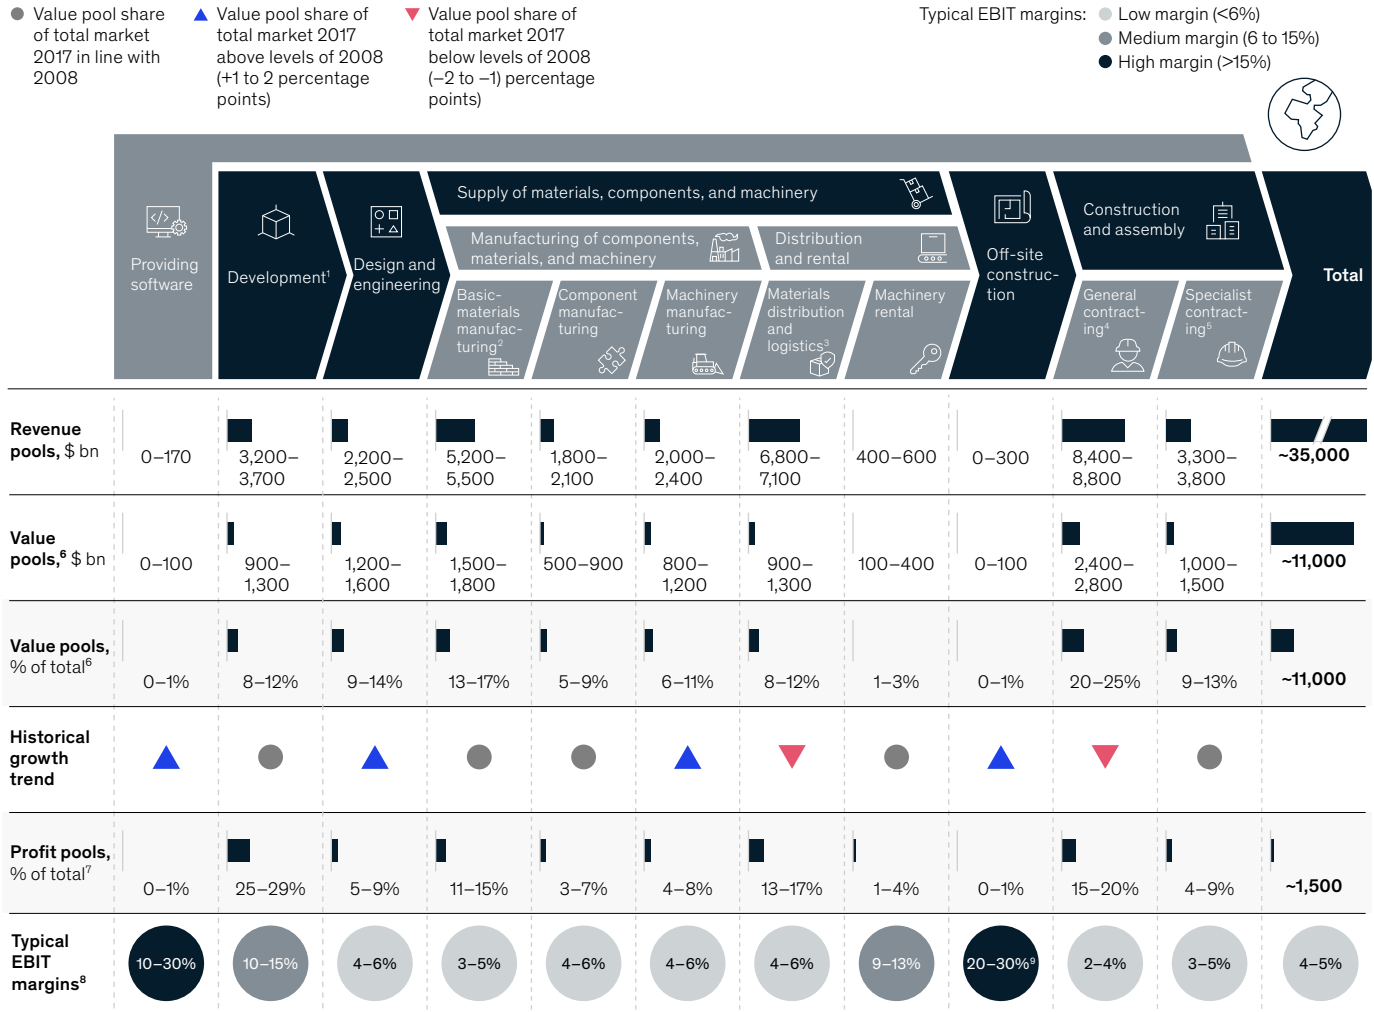 Value pool share
of total market
2017 in line with
2008
Value pool share of
total market 2017
above levels of 2008
(+1 to 2 percentage
points)
Value pool share of
total market 2017
below levels of 2008
(−2 to −1) percentage
points)
Typical EBIT margins:
Low margin (<6%)
Medium margin (6 to 15%)
High margin (>15%)
</>
Providing
software
Development¹
Design and
engineering
Supply of materials, components, and machinery
Manufacturing of components,
materials, and machinery
Distribution
and rental
Basic-
materials
manufac-
turing²
Component
manufac-
turing
Machinery
manufac-
turing
Materials
distribution
and
logistics³
Machinery
rental
Off-site
construc-
tion
Construction
and assembly
General
contract-
ing⁴
Specialist
contract-
ing⁵
Total
Revenue
pools, $ bn
0–170
3,200–
3,700
2,200–
2,500
5,200–
5,500
1,800–
2,100
2,000–
2,400
6,800–
7,100
400–600
0–300
8,400–
8,800
3,300–
3,800
~35,000
Value
pools,⁶ $ bn
0–100
900–
1,300
1,200–
1,600
1,500–
1,800
500–900
800–
1,200
900–
1,300
100–400
0–100
2,400–
2,800
1,000–
1,500
~11,000
Value pools,
% of total⁶
0–1%
8–12%
9–14%
13–17%
5–9%
6–11%
8–12%
1–3%
0–1%
20–25%
9–13%
~11,000
Historical
growth
trend
Profit pools,
% of total⁷
0–1%
25–29%
5–9%
11–15%
3–7%
4–8%
13–17%
1–4%
0–1%
15–20%
4–9%
~1,500
Typical
EBIT
margins⁸
10–30%
10–15%
4–6%
3–5%
4–6%
4–6%
4–6%
9–13%
20–30%⁹
2–4%
3–5%
4–5%